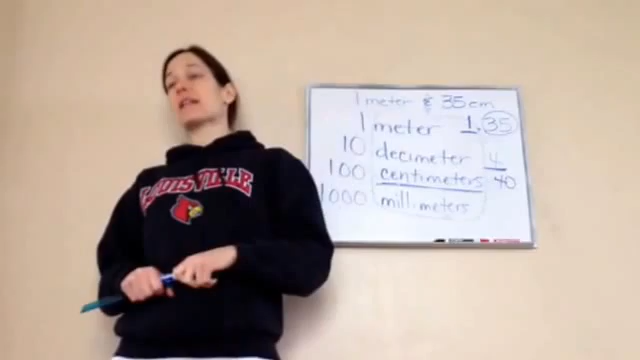 1 meter & 35 cm
1 meter 1.35
10 decimeter 4
100 centimeters 40
1000 millimeters
LOUISVILLE